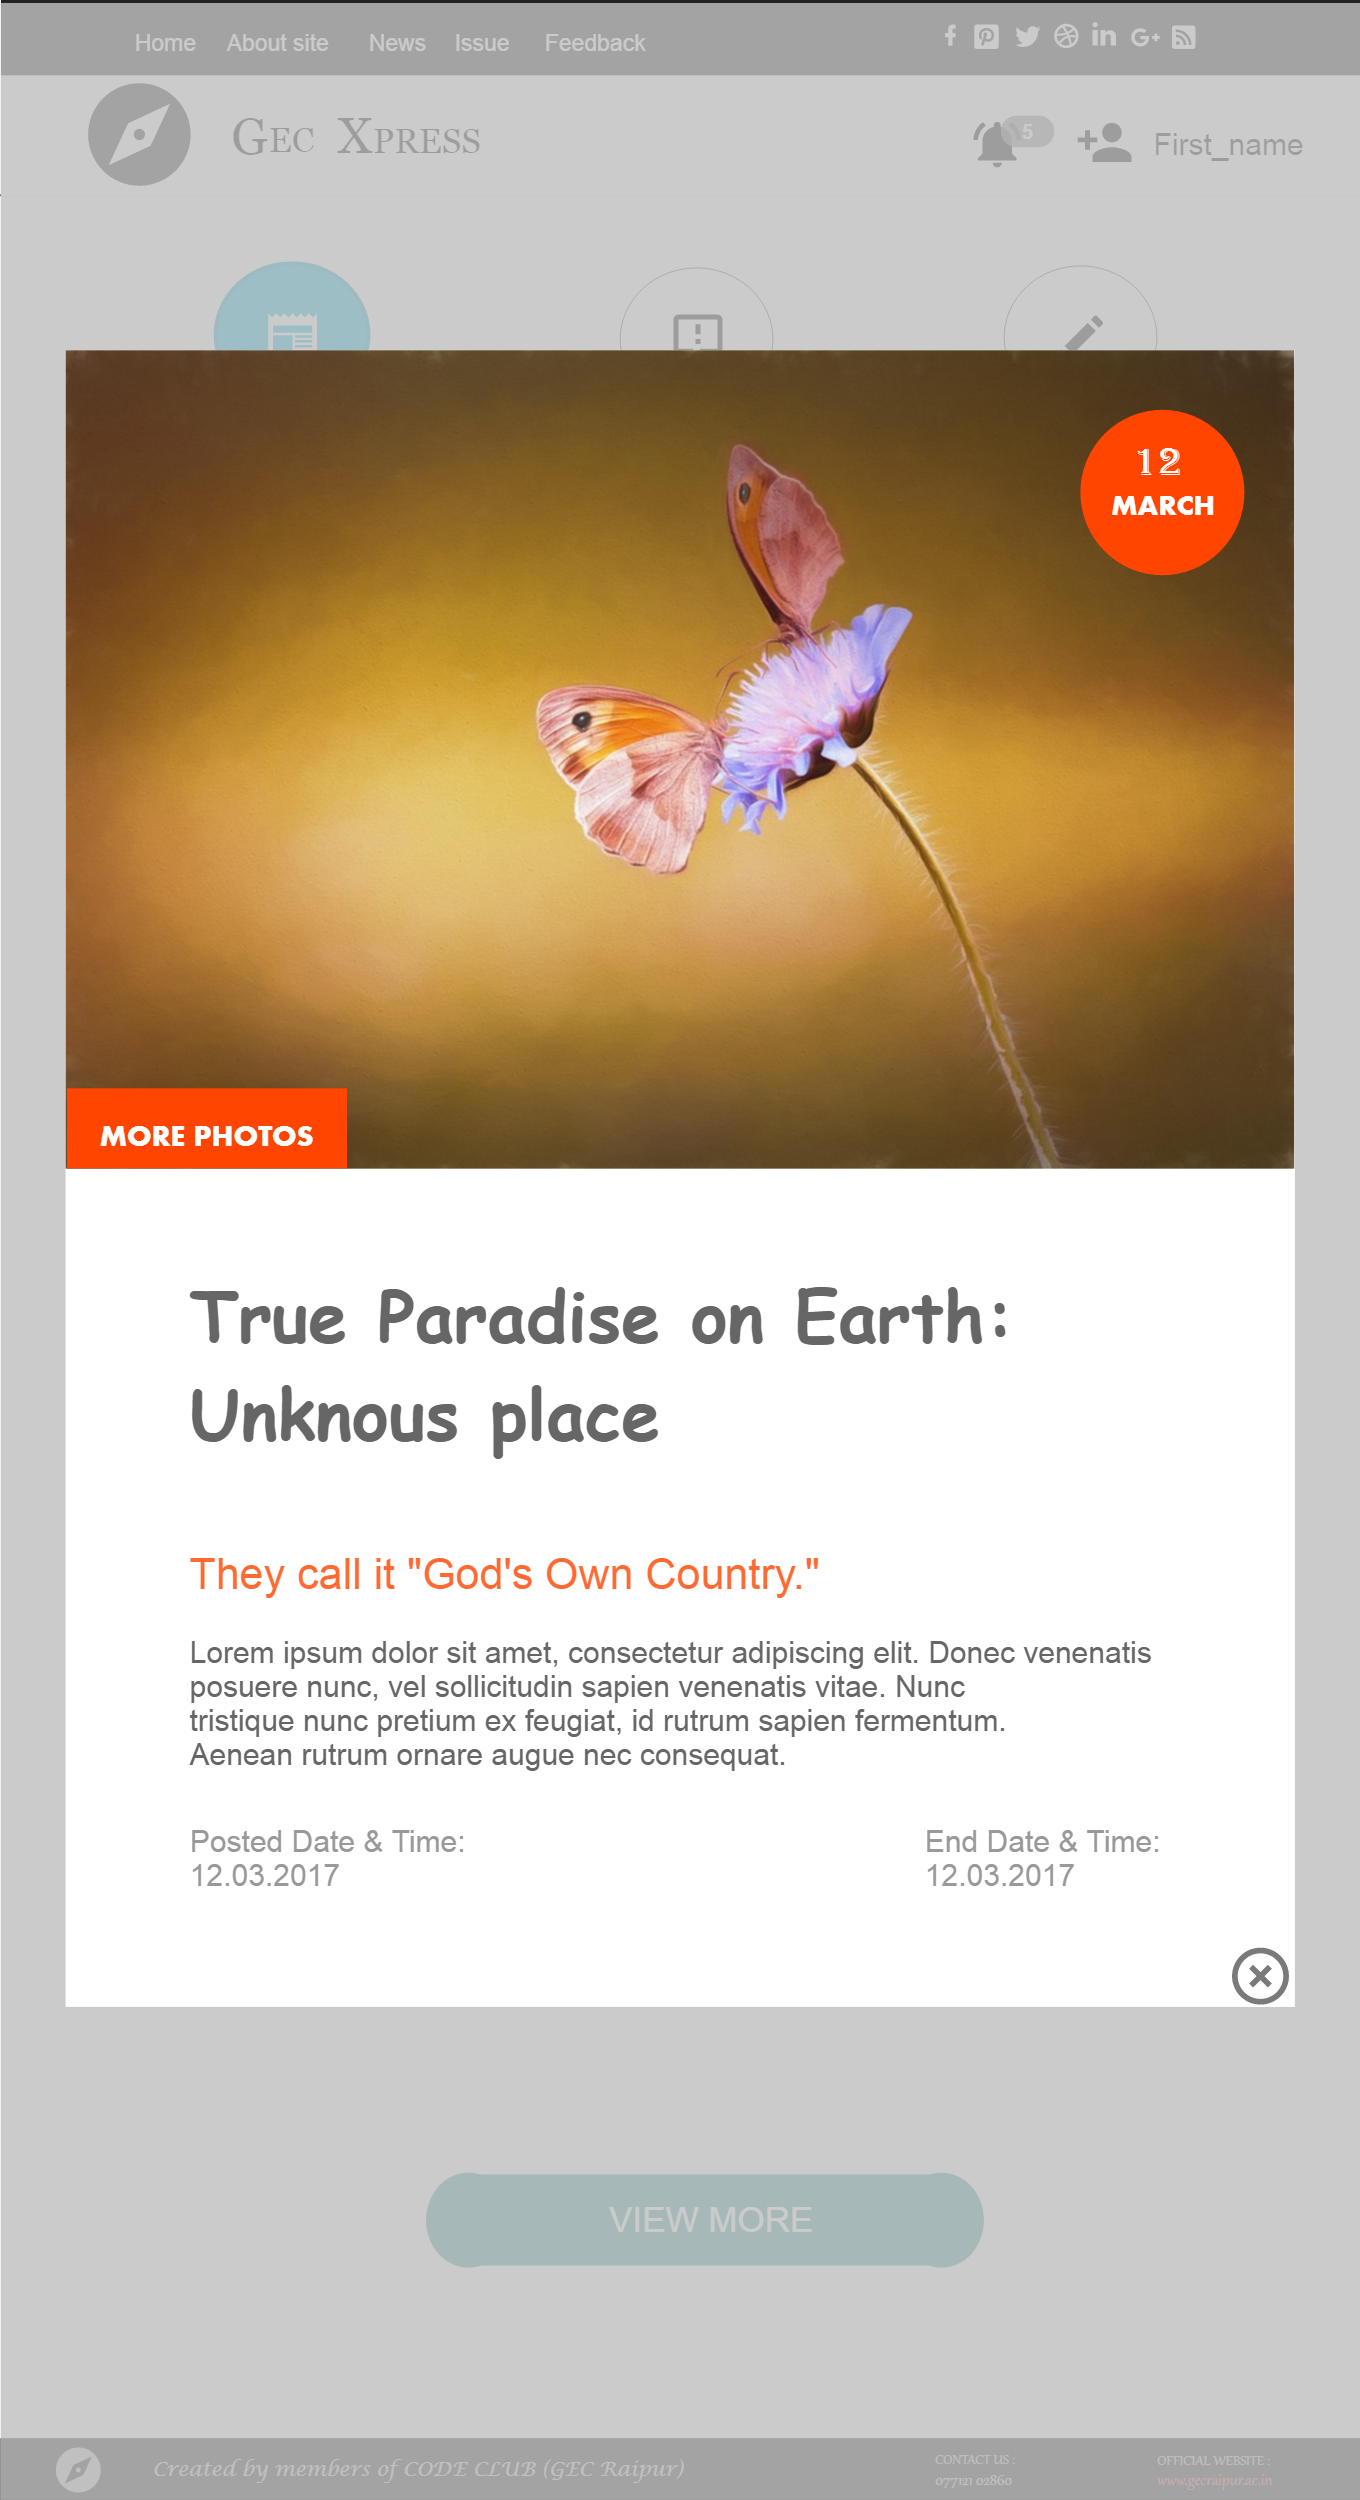 Home About site News Issue Feedback
GEC XPRESS
5
First_name
12
MARCH
MORE PHOTOS
True Paradise on Earth:
Unknous place
They call it "God's Own Country."
Lorem ipsum dolor sit amet, consectetur adipiscing elit. Donec venenatis
posuere nunc, vel sollicitudin sapien venenatis vitae. Nunc
tristique nunc pretium ex feugiat, id rutrum sapien fermentum.
Aenean rutrum ornare augue nec consequat.
Posted Date & Time:
12.03.2017
End Date & Time:
12.03.2017
VIEW MORE
Created by members of CODE CLUB (GEC Raipur)
CONTACT US :
077121 02860
OFFICIAL WEBSITE :
www.gecraipur.ac.in